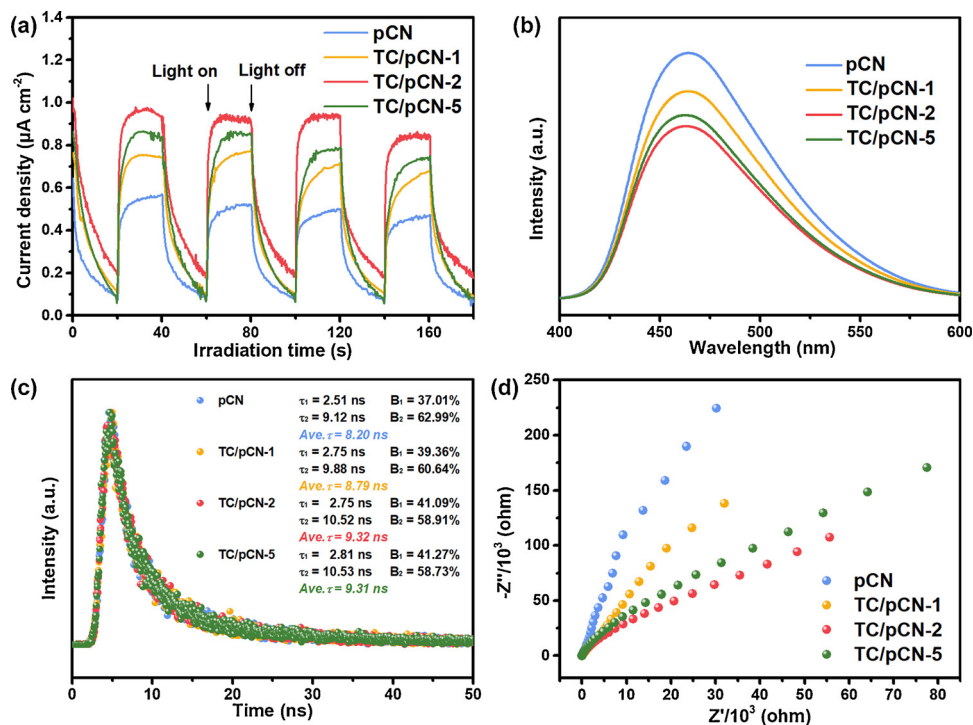 (a)
pCN
TC/pCN-1
TC/pCN-2
TC/pCN-5
Light on
Light off
1.4
1.2
1.0
0.8
0.6
0.4
0.2
0.0
Current density (µA cm⁻²)
0 40 80 120 160
Irradiation time (s)
(b)
pCN
TC/pCN-1
TC/pCN-2
TC/pCN-5
Intensity (a.u.)
400 450 500 550 600
Wavelength (nm)
(c)
pCN τ₁ = 2.51 ns B₁ = 37.01%
τ₂ = 9.12 ns B₂ = 62.99%
Ave. τ = 8.20 ns
TC/pCN-1 τ₁ = 2.75 ns B₁ = 39.36%
τ₂ = 9.88 ns B₂ = 60.64%
Ave. τ = 8.79 ns
TC/pCN-2 τ₁ = 2.75 ns B₁ = 41.09%
τ₂ = 10.52 ns B₂ = 58.91%
Ave. τ = 9.32 ns
TC/pCN-5 τ₁ = 2.81 ns B₁ = 41.27%
τ₂ = 10.53 ns B₂ = 58.73%
Ave. τ = 9.31 ns
Intensity (a.u.)
0 10 20 30 40 50
Time (ns)
(d)
250
200
150
100
50
0
-Z''/10³ (ohm)
pCN
TC/pCN-1
TC/pCN-2
TC/pCN-5
0 10 20 30 40 50 60 70 80
Z'/10³ (ohm)